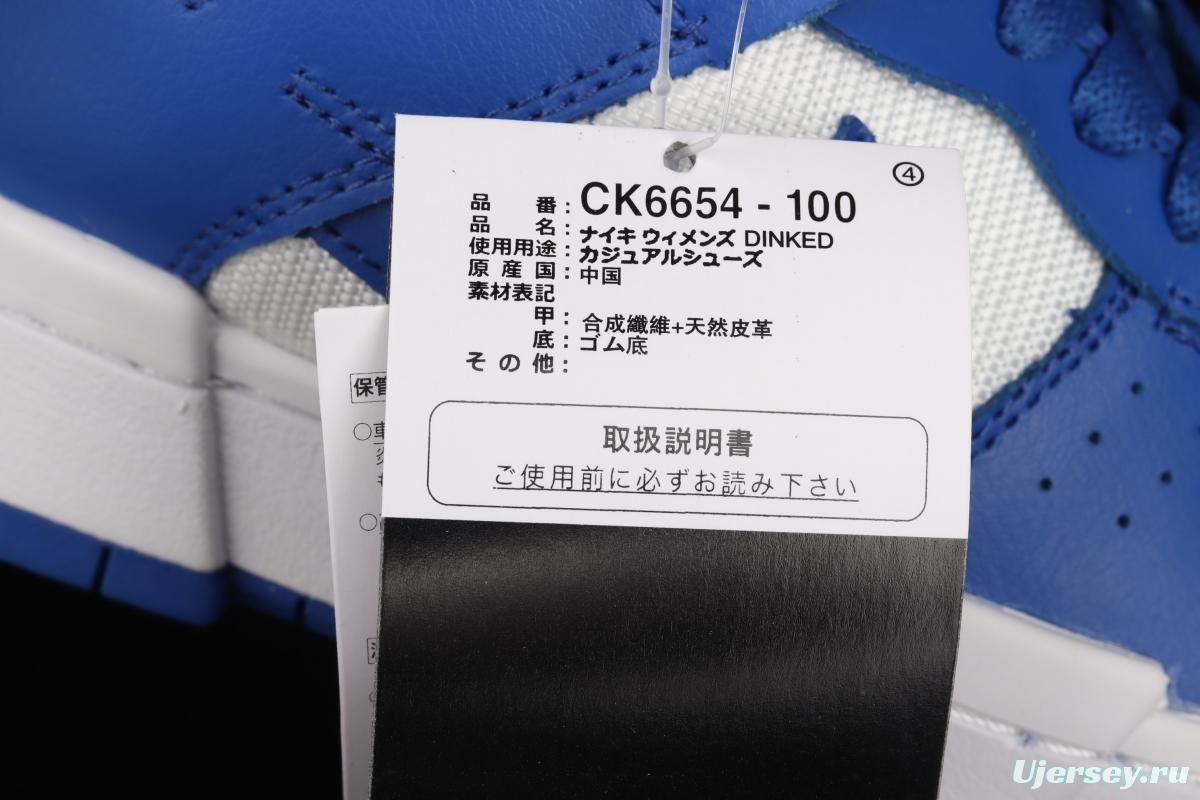 ④
品番：CK6654 - 100
品名：ナイキ ウィメンズ DINKED
使用用途：カジュアルシューズ
原産国：中国
素材表記
甲：合成繊維+天然皮革
底：ゴム底
その他：
取扱説明書
ご使用前に必ずお読み下さい
保管
○車
Ujersey.ru